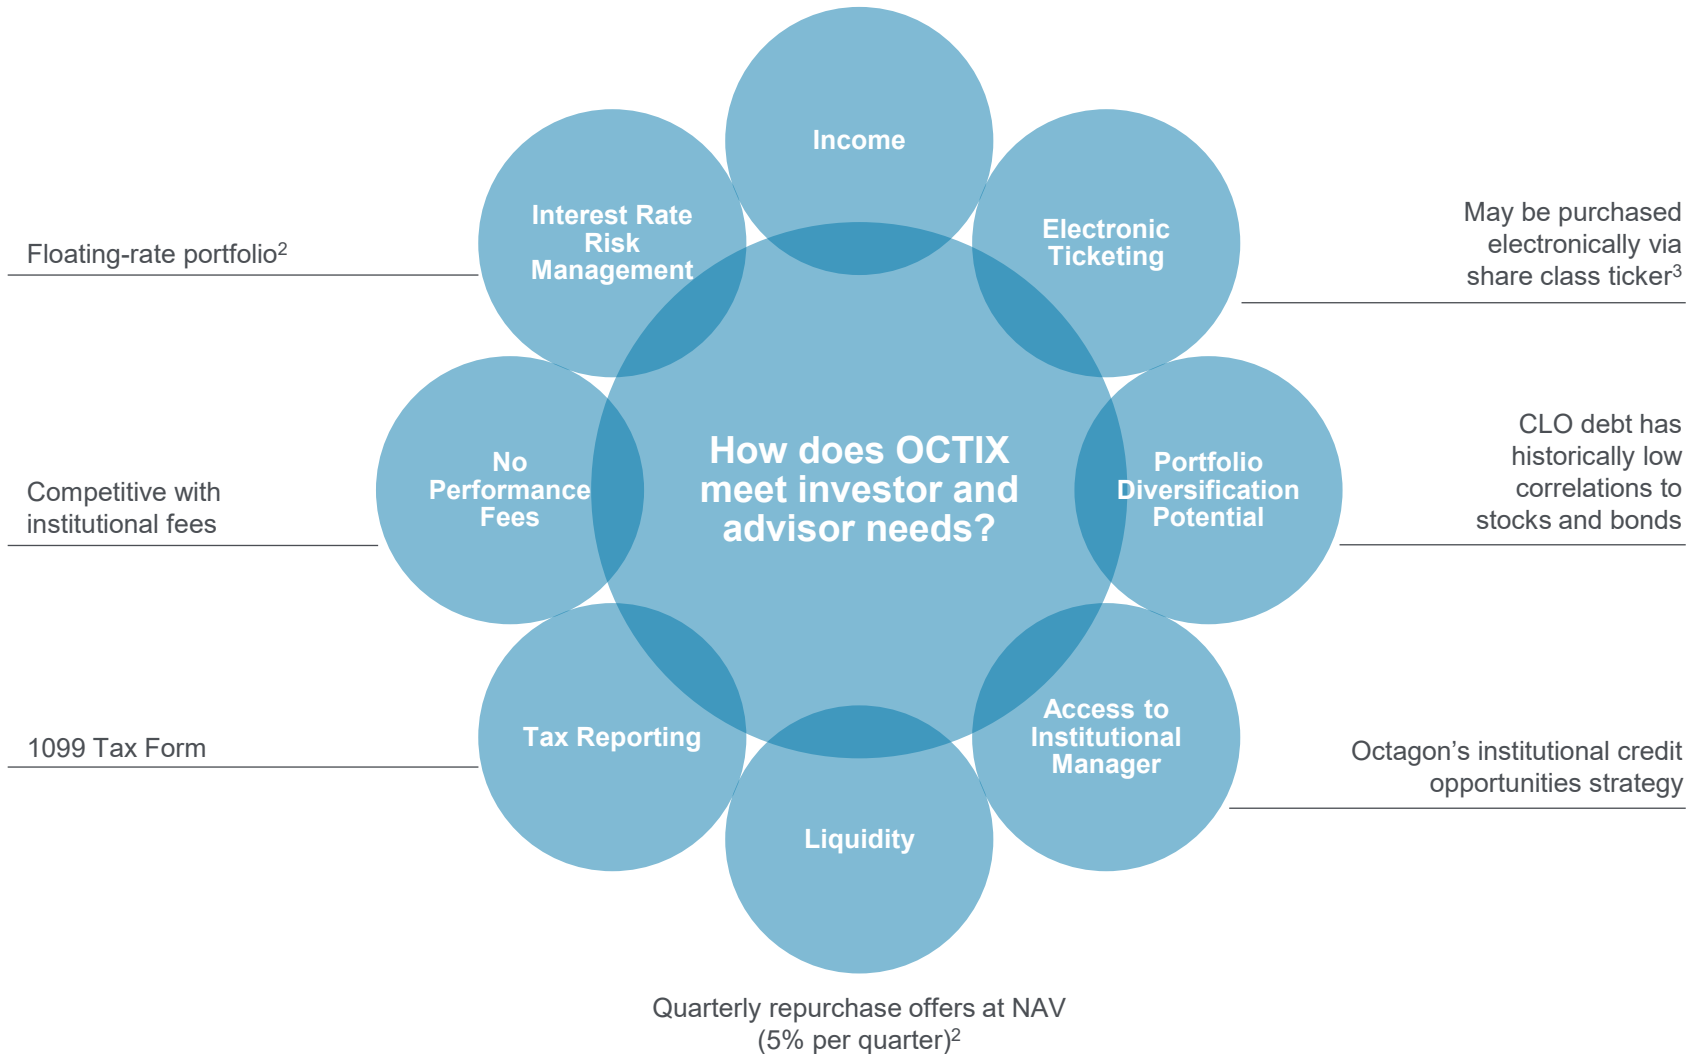 Income
Interest Rate
Risk
Management
Floating-rate portfolio²
Electronic
Ticketing
May be purchased
electronically via
share class ticker³
No
Performance
Fees
Competitive with
institutional fees
How does OCTIX
meet investor and
advisor needs?
Portfolio
Diversification
Potential
CLO debt has
historically low
correlations to
stocks and bonds
Tax Reporting
1099 Tax Form
Access to
Institutional
Manager
Octagon’s institutional credit
opportunities strategy
Liquidity
Quarterly repurchase offers at NAV
(5% per quarter)²